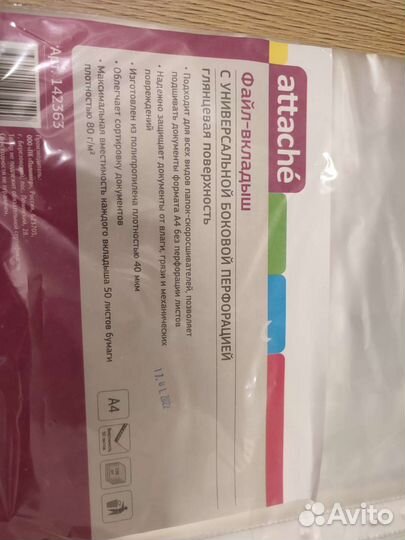 attaché
Файл-вкладыш
С УНИВЕРСАЛЬНОЙ БОКОВОЙ ПЕРФОРАЦИЕЙ
глянцевая поверхность
• Подходит для всех видов папок-скоросшивателей, позволяет
подшивать документы формата А4 без перфорации листов
• Надежно защищает документы от влаги, грязи и механических
повреждений
• Изготовлен из полипропилена плотностью 40 мкм
• Облегчает сортировку документов
• Максимальная вместимость каждого вкладыша 50 листов бумаги
плотностью 80 г/м²
A4
Арт. 142363
Avito